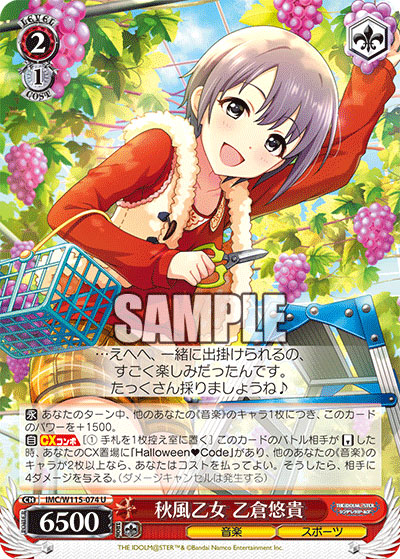 LEVEL
2
1
COST
SAMPLE
…えへへ、一緒に出掛けられるの、
すごく楽しみだったんです。
たっくさん採りましょうね♪
永 あなたのターン中、他のあなたの《音楽》のキャラ1枚につき、このカード
のパワーを+1500。
自 CXコンボ [① 手札を1枚控え室に置く] このカードのバトル相手が
した
時、あなたのCX置場に「Halloween♥Code」があり、他のあなたの《音楽》の
キャラが2枚以上なら、あなたはコストを払ってよい。そうしたら、相手に
4ダメージを与える。(ダメージキャンセルは発生する)
CH IMC/W115-074 U
6500
秋風乙女 乙倉悠貴
音楽 スポーツ
THE IDOLM@STER
THE IDOLM@STER™& ©Bandai Namco Entertainment Inc.